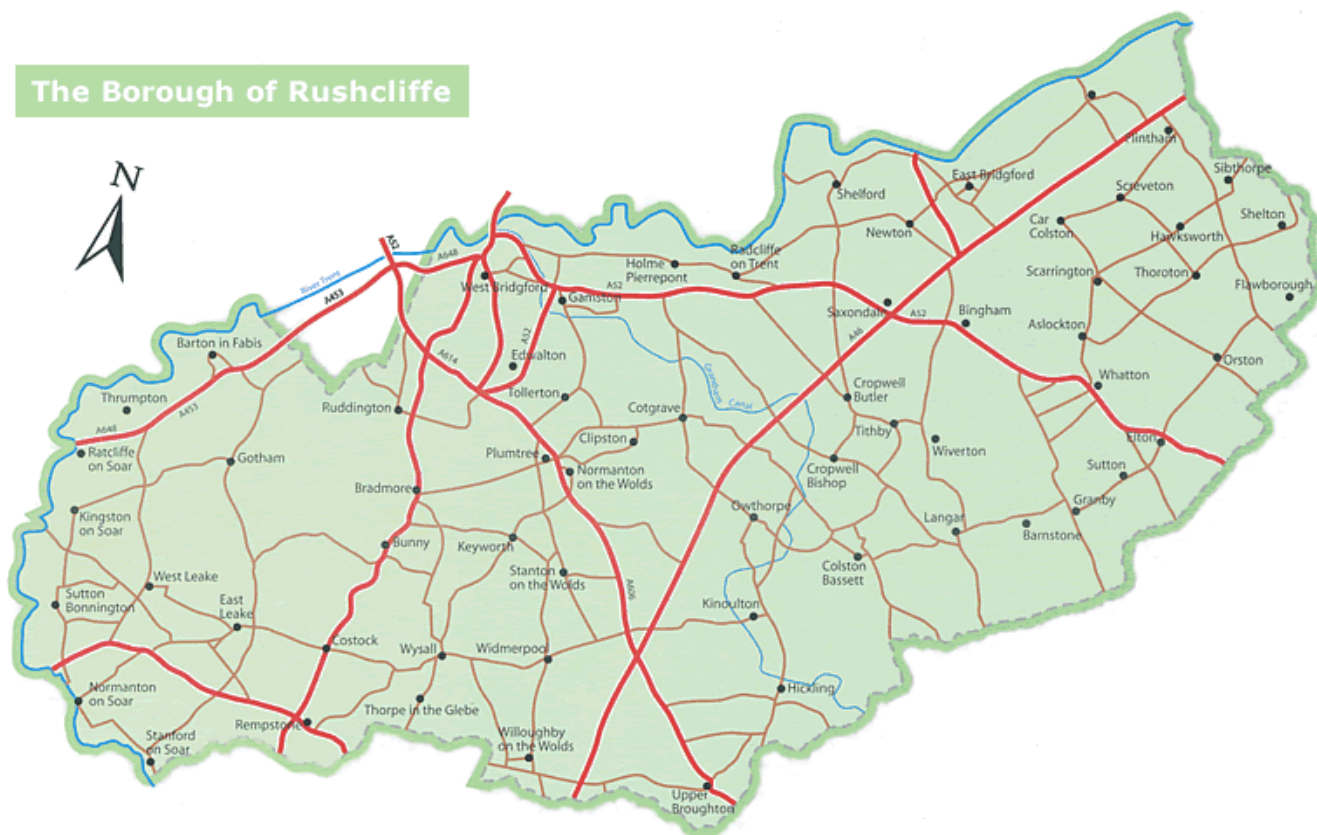 The Borough of Rushcliffe
N
Flintham
Sibthorpe
East Bridgford
Screveton
Shelford
Shelton
Car
Colston
Newton
Hawksworth
A52
A648
Radcliffe
on Trent
Holme
Pierrepont
Scarrington
Thoroton
River Trent
A453
West Bridgford
A52
Gamston
Flawborough
Saxondale
A52
Bingham
Aslockton
A46
A52
Barton in Fabis
A614
Edwalton
Orston
Grantham
Canal
Whatton
Thrumpton
A453
Ruddington
Tollerton
Cropwell
Butler
Cotgrave
A648
Clipston
Tithby
Elton
Ratcliffe
on Soar
Gotham
Plumtree
Wiverton
Normanton
on the Wolds
Cropwell
Bishop
Sutton
Bradmore
Owthorpe
Granby
Kingston
on Soar
Langar
Barnstone
Bunny
Keyworth
Colston
Bassett
Stanton
on the Wolds
West Leake
A606
Sutton
Bonnington
East
Leake
Kinoulton
Costock
Wysall
Widmerpool
Normanton
on Soar
Hickling
Thorpe in the Glebe
Rempstone
Stanford
on Soar
Willoughby
on the Wolds
Upper
Broughton